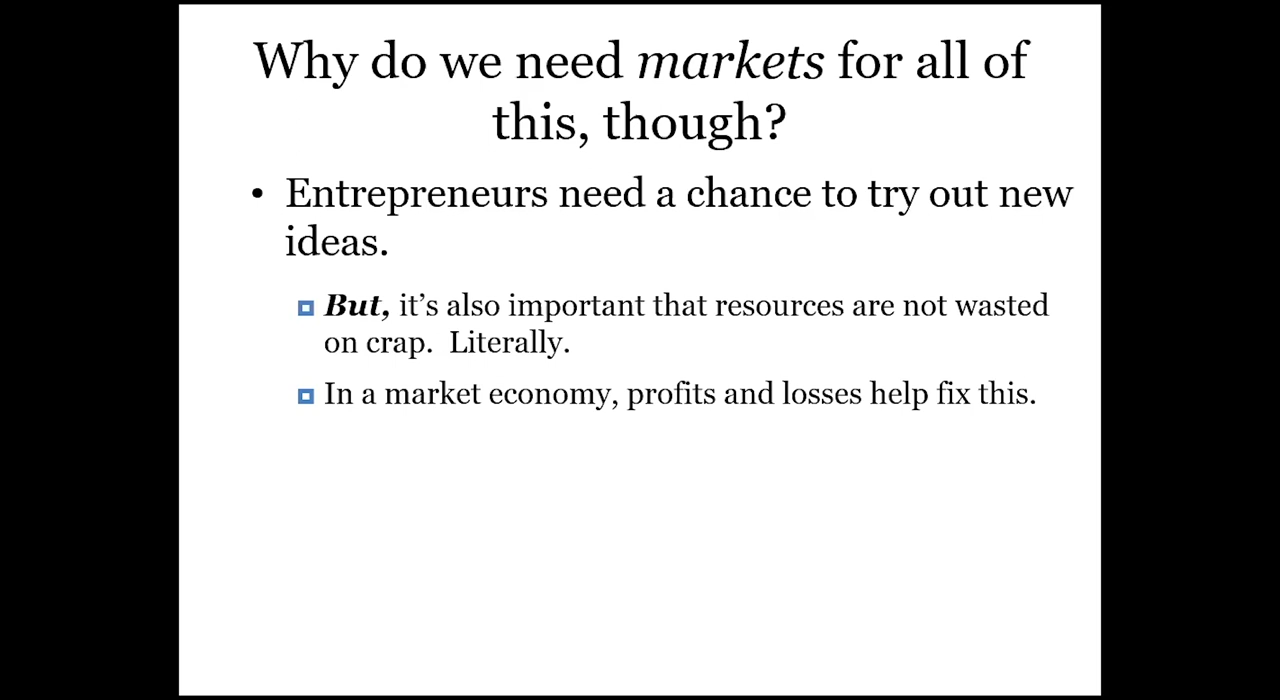 Why do we need markets for all of
this, though?
• Entrepreneurs need a chance to try out new
ideas.
But, it's also important that resources are not wasted
on crap.  Literally.
In a market economy, profits and losses help fix this.